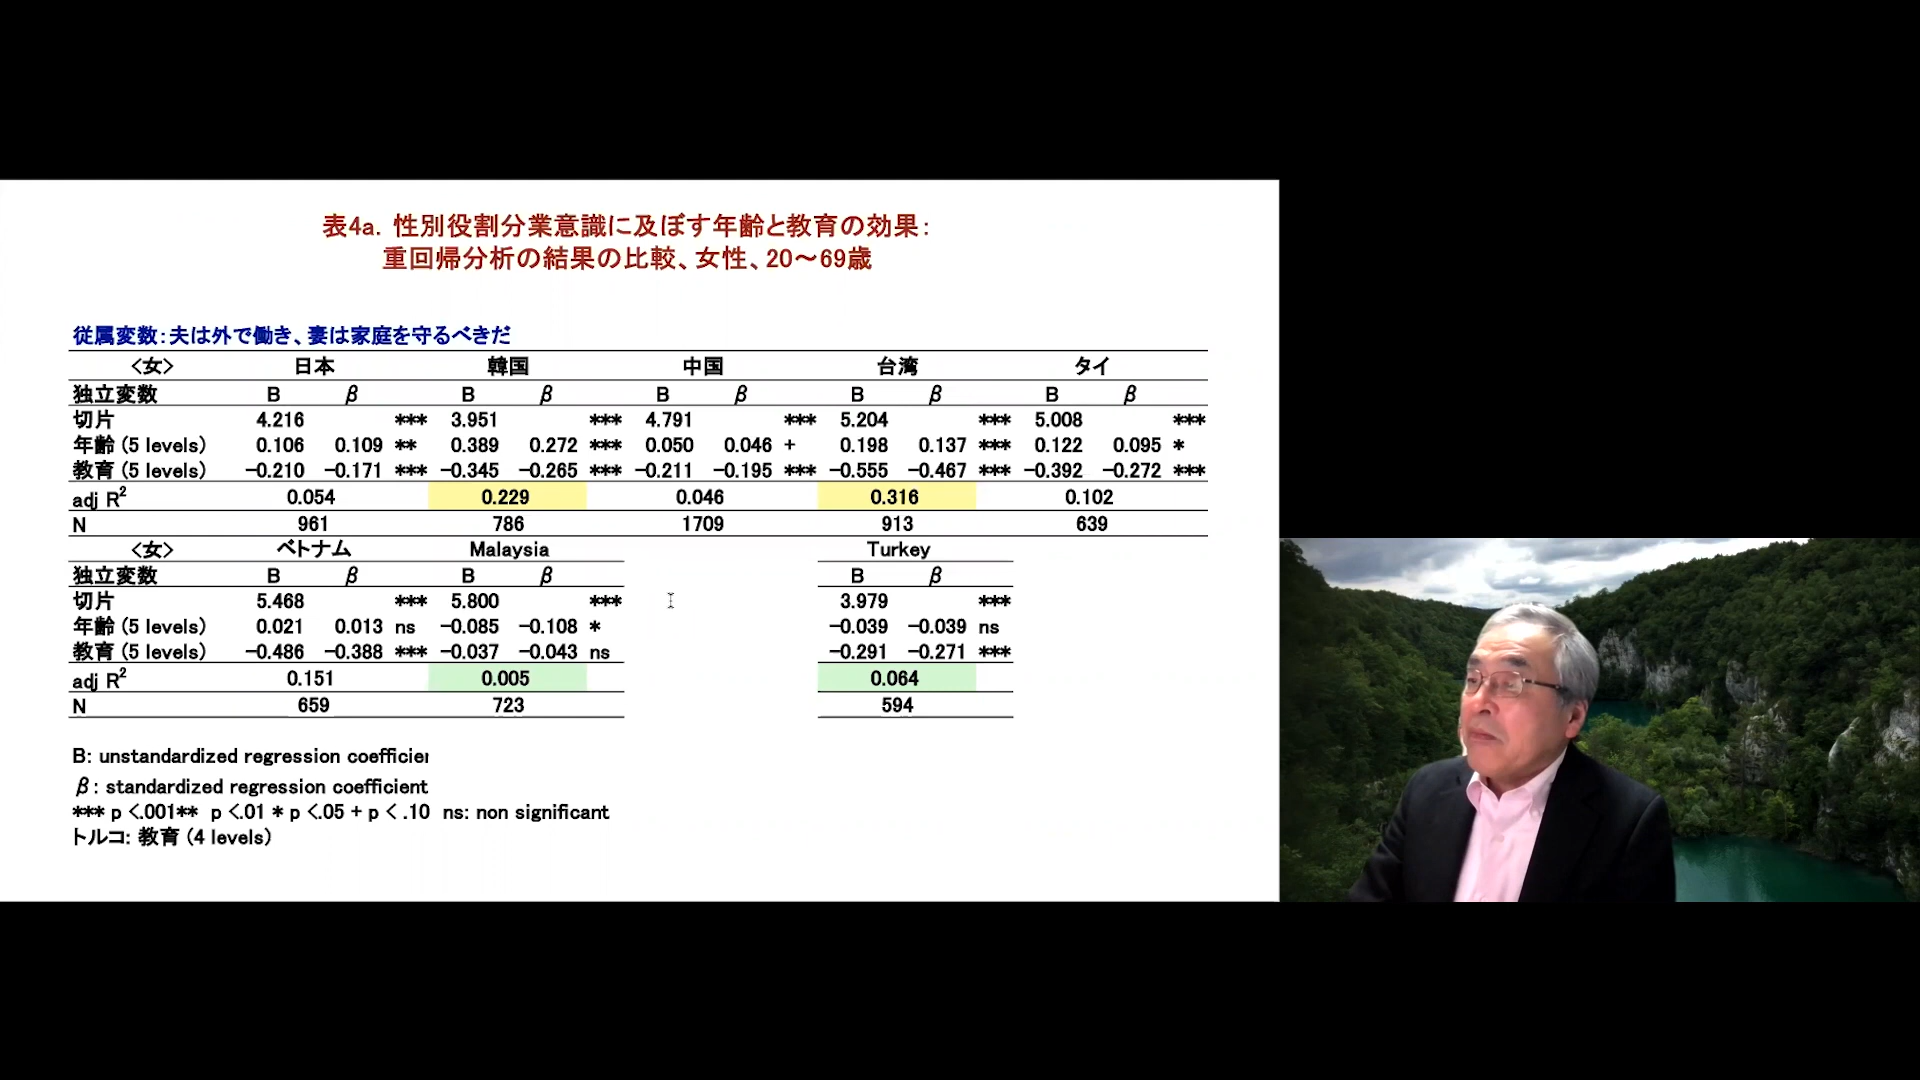 表4a. 性別役割分業意識に及ぼす年齢と教育の効果:
重回帰分析の結果の比較、女性、20〜69歳
従属変数:夫は外で働き、妻は家庭を守るべきだ
〈女〉 日本 韓国 中国 台湾 タイ
独立変数 B β B β B β B β B β
切片 4.216 *** 3.951 *** 4.791 *** 5.204 *** 5.008 ***
年齢 (5 levels) 0.106 0.109 ** 0.389 0.272 *** 0.050 0.046 + 0.198 0.137 *** 0.122 0.095 *
教育 (5 levels) −0.210 −0.171 *** −0.345 −0.265 *** −0.211 −0.195 *** −0.555 −0.467 *** −0.392 −0.272 ***
adj R² 0.054 0.229 0.046 0.316 0.102
N 961 786 1709 913 639
〈女〉 ベトナム Malaysia Turkey
独立変数 B β B β B β
切片 5.468 *** 5.800 *** 3.979 ***
年齢 (5 levels) 0.021 0.013 ns −0.085 −0.108 * −0.039 −0.039 ns
教育 (5 levels) −0.486 −0.388 *** −0.037 −0.043 ns −0.291 −0.271 ***
adj R² 0.151 0.005 0.064
N 659 723 594
B: unstandardized regression coefficier
β: standardized regression coefficient
*** p <.001** p <.01 * p <.05 + p < .10 ns: non significant
トルコ: 教育 (4 levels)